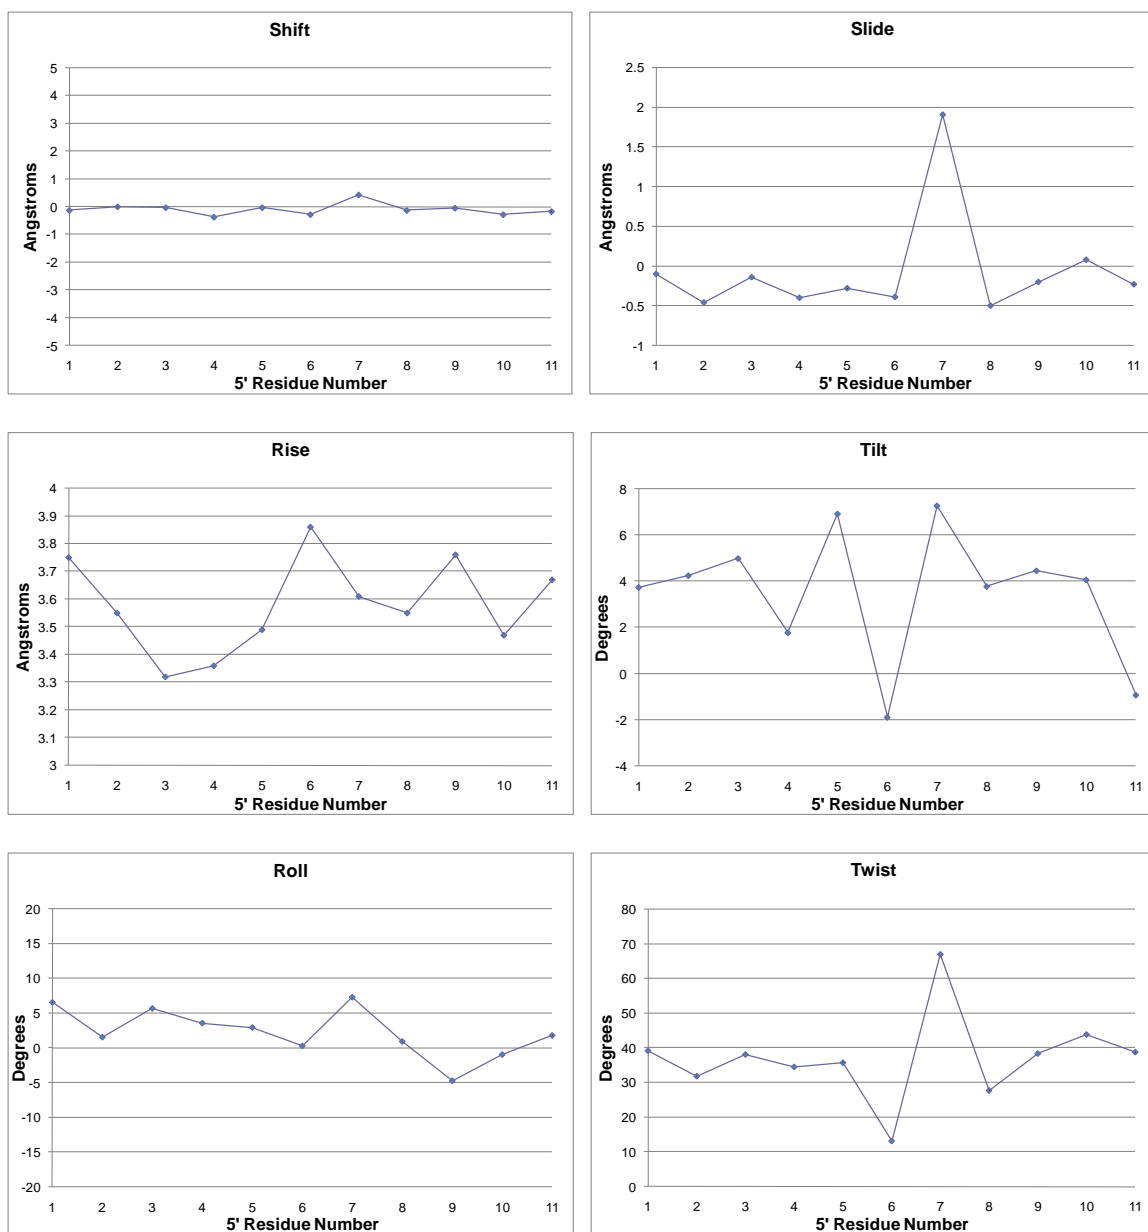 Shift
5
4
3
2
1
0
-1
-2
-3
-4
-5
Angstroms
1 2 3 4 5 6 7 8 9 10 11
5' Residue Number
Slide
2.5
2
1.5
1
0.5
0
-0.5
-1
Angstroms
1 2 3 4 5 6 7 8 9 10 11
5' Residue Number
Rise
4
3.9
3.8
3.7
3.6
3.5
3.4
3.3
3.2
3.1
3
Angstroms
1 2 3 4 5 6 7 8 9 10 11
5' Residue Number
Tilt
8
6
4
2
0
-2
-4
Degrees
1 2 3 4 5 6 7 8 9 10 11
5' Residue Number
Roll
20
15
10
5
0
-5
-10
-15
-20
Degrees
1 2 3 4 5 6 7 8 9 10 11
5' Residue Number
Twist
80
70
60
50
40
30
20
10
0
Degrees
1 2 3 4 5 6 7 8 9 10 11
5' Residue Number